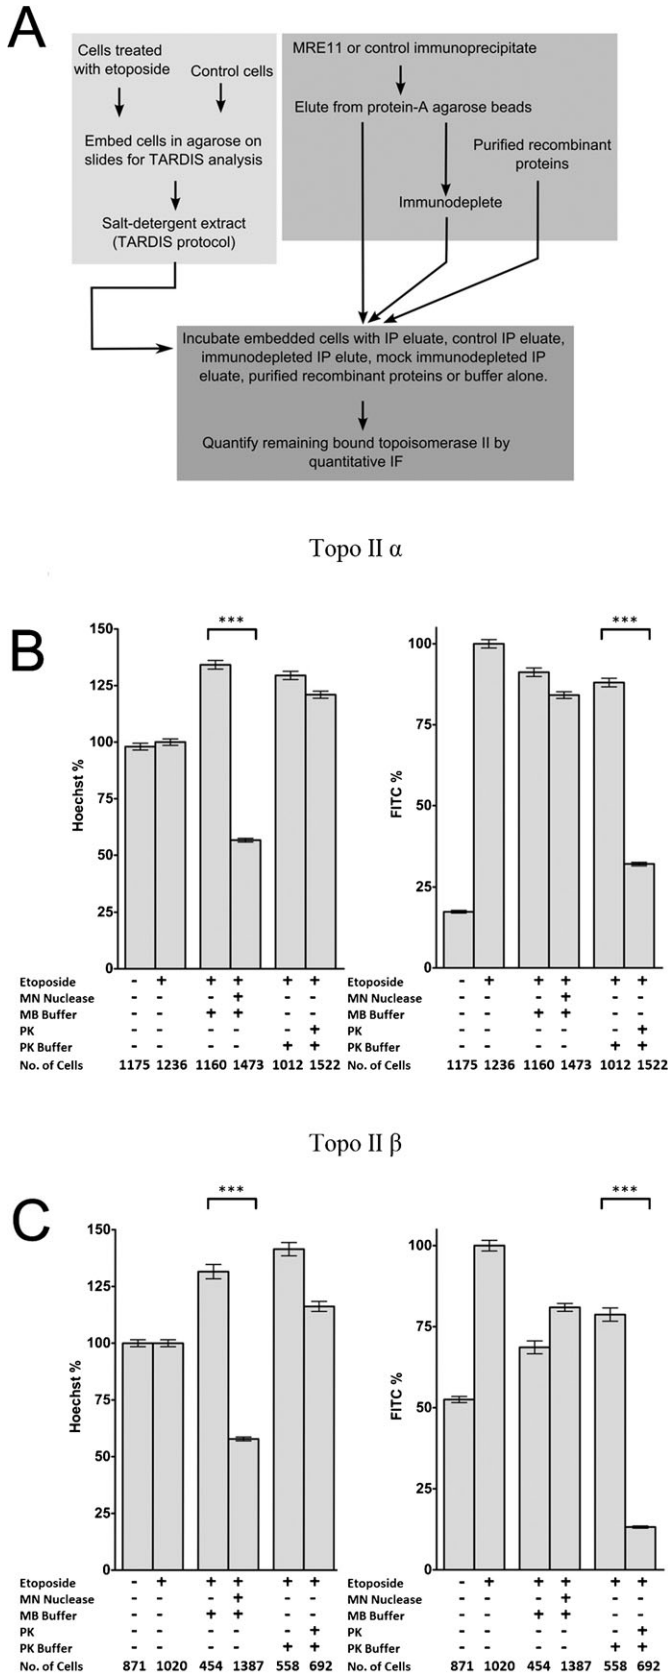 A
Cells treated
with etoposide
Control cells
Embed cells in agarose on
slides for TARDIS analysis
Salt-detergent extract
(TARDIS protocol)
MRE11 or control immunoprecipitate
Elute from protein-A agarose beads
Purified recombinant
proteins
Immunodeplete
Incubate embedded cells with IP eluate, control IP eluate,
immunodepleted IP elute, mock immunodepleted IP
eluate, purified recombinant proteins or buffer alone.
Quantify remaining bound topoisomerase II by
quantitative IF
Topo II α
B
Hoechst %
150
125
100
75
50
25
0
***
Etoposide - + + + + +
MN Nuclease - - - + - -
MB Buffer - - + + - -
PK - - - - - +
PK Buffer - - - - + +
No. of Cells 1175 1236 1160 1473 1012 1522
FITC %
100
75
50
25
0
***
Etoposide - + + + + +
MN Nuclease - - - + - -
MB Buffer - - + + - -
PK - - - - - +
PK Buffer - - - - + +
No. of Cells 1175 1236 1160 1473 1012 1522
Topo II β
C
Hoechst %
150
125
100
75
50
25
0
***
Etoposide - + + + + +
MN Nuclease - - - + - -
MB Buffer - - + + - -
PK - - - - - +
PK Buffer - - - - + +
No. of Cells 871 1020 454 1387 558 692
FITC %
100
75
50
25
0
***
Etoposide - + + + + +
MN Nuclease - - - + - -
MB Buffer - - + + - -
PK - - - - - +
PK Buffer - - - - + +
No. of Cells 871 1020 454 1387 558 692